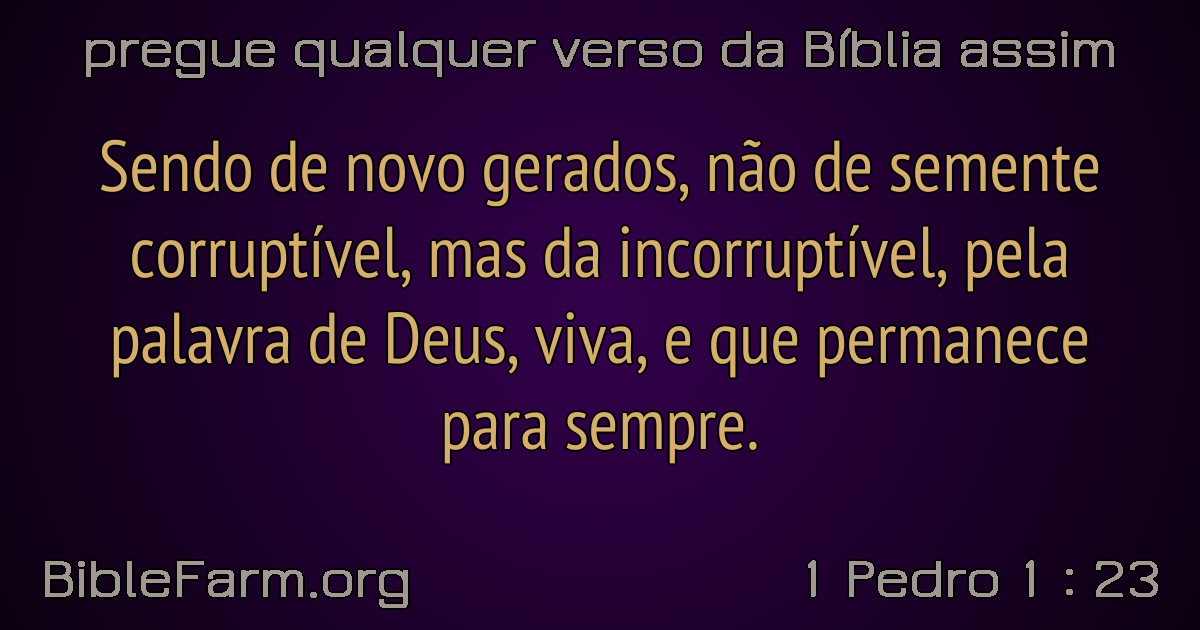 pregue qualquer verso da Bíblia assim
Sendo de novo gerados, não de semente
corruptível, mas da incorruptível, pela
palavra de Deus, viva, e que permanece
para sempre.
BibleFarm.org
1 Pedro 1 : 23